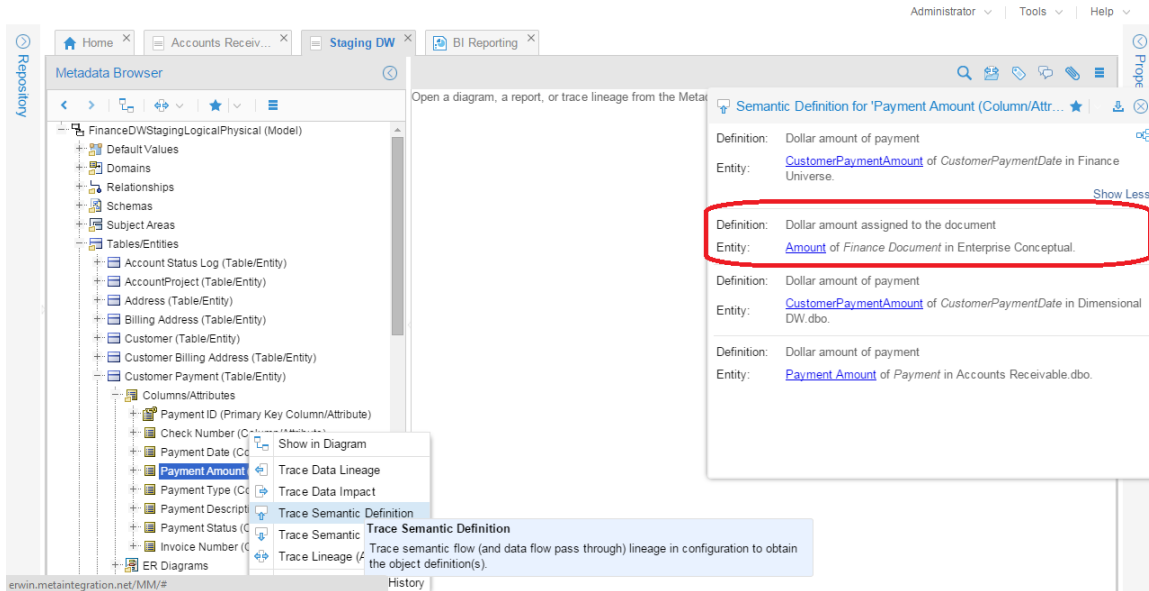 Administrator Tools Help
Repository
Home × Accounts Receiv... × Staging DW × BI Reporting ×
Prope
Metadata Browser
Open a diagram, a report, or trace lineage from the Meta
FinanceDWStagingLogicalPhysical (Model)
Default Values
Domains
Relationships
Schemas
Subject Areas
Tables/Entities
Account Status Log (Table/Entity)
AccountProject (Table/Entity)
Address (Table/Entity)
Billing Address (Table/Entity)
Customer (Table/Entity)
Customer Billing Address (Table/Entity)
Customer Payment (Table/Entity)
Columns/Attributes
Payment ID (Primary Key Column/Attribute)
Check Number (Column/Attribute)
Payment Date (Co
Payment Amount
Payment Type (Co
Payment Descripti
Payment Status (C
Invoice Number (C
ER Diagrams
Show in Diagram
Trace Data Lineage
Trace Data Impact
Trace Semantic Definition
Trace Semantic
Trace Lineage (A
History
Trace Semantic Definition
Trace semantic flow (and data flow pass through) lineage in configuration to obtain
the object definition(s).
Semantic Definition for 'Payment Amount (Column/Attr...
Definition: Dollar amount of payment
Entity: CustomerPaymentAmount of CustomerPaymentDate in Finance
Universe.
Show Less
Definition: Dollar amount assigned to the document
Entity: Amount of Finance Document in Enterprise Conceptual.
Definition: Dollar amount of payment
Entity: CustomerPaymentAmount of CustomerPaymentDate in Dimensional
DW.dbo.
Definition: Dollar amount of payment
Entity: Payment Amount of Payment in Accounts Receivable.dbo.
erwin.metaintegration.net/MM/#